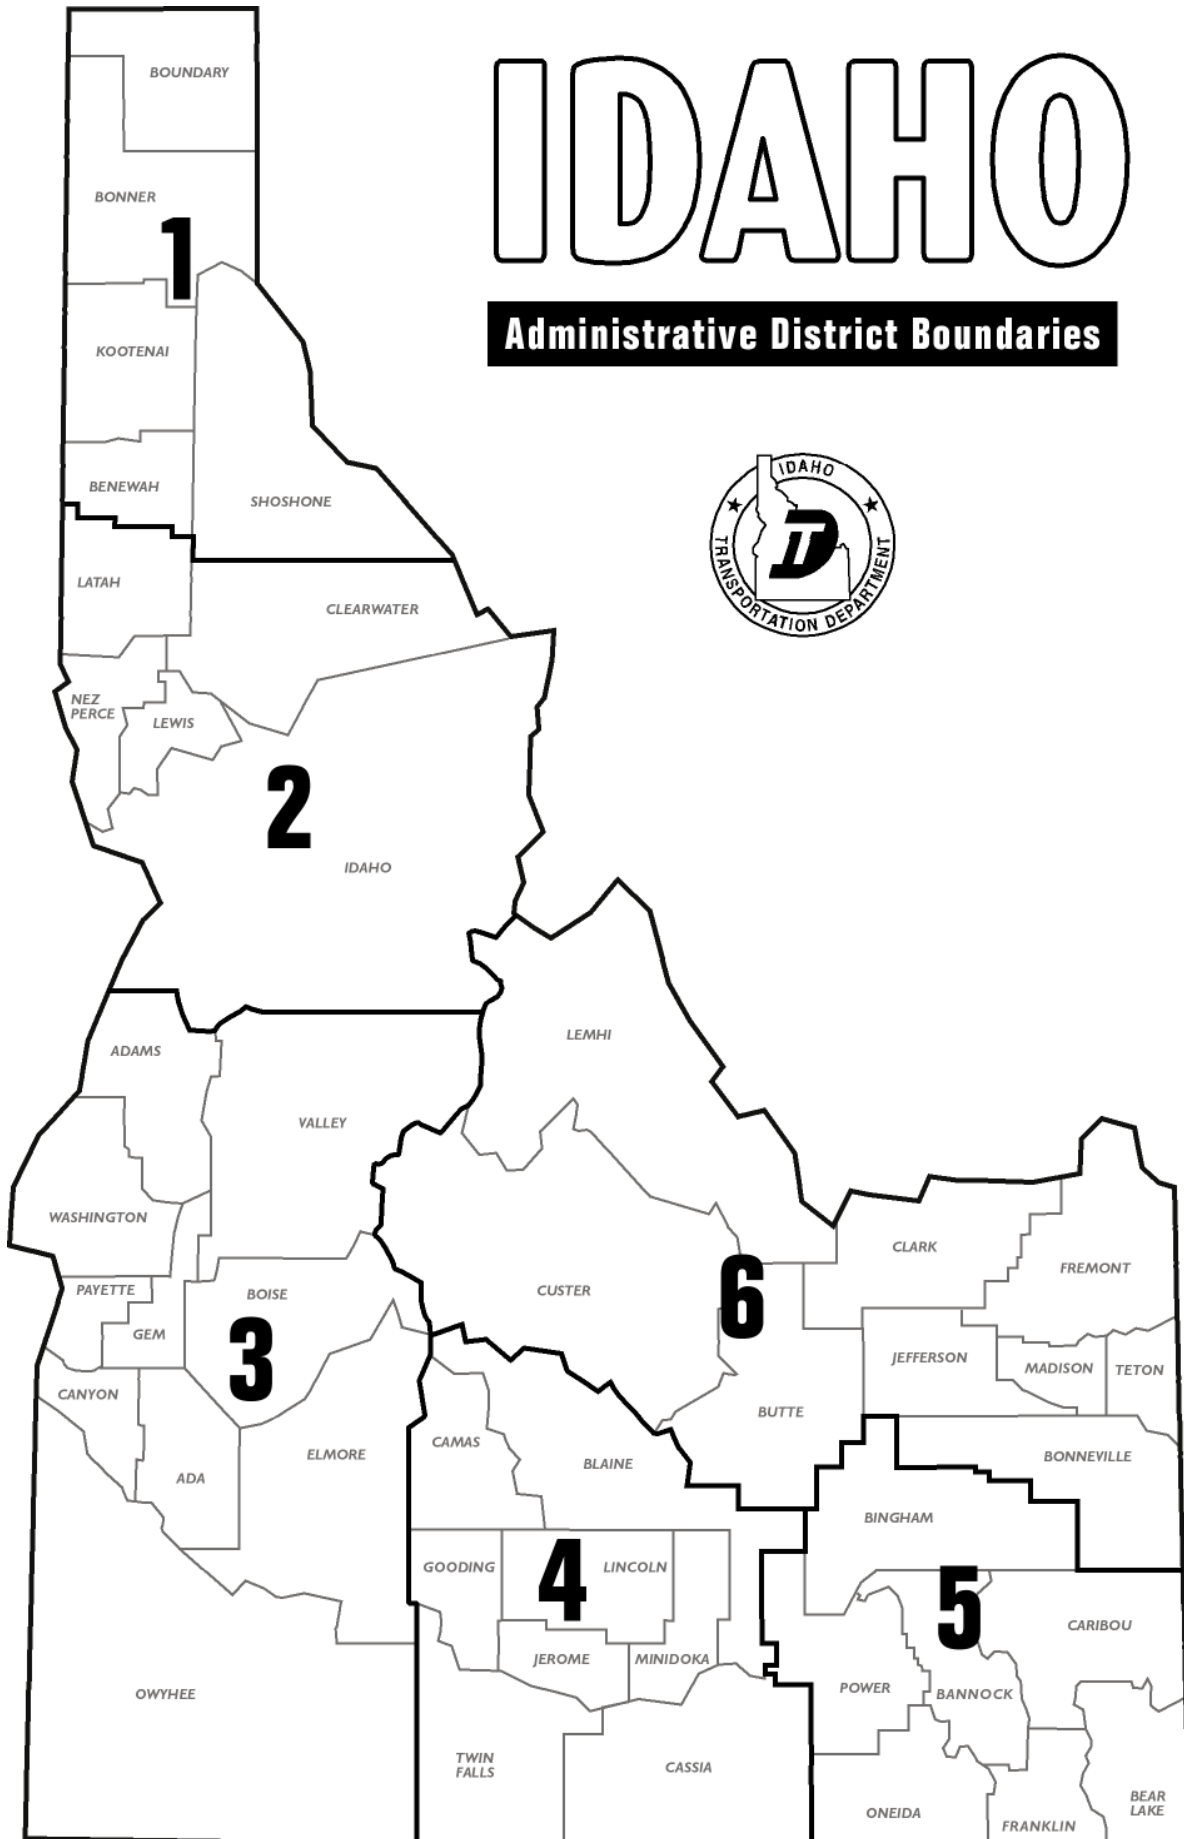 IDAHO
Administrative District Boundaries
IDAHO
TRANSPORTATION DEPARTMENT
IT
D
BOUNDARY
BONNER
1
KOOTENAI
BENEWAH
SHOSHONE
LATAH
CLEARWATER
NEZ
PERCE
LEWIS
2
IDAHO
LEMHI
ADAMS
VALLEY
WASHINGTON
CLARK
FREMONT
PAYETTE
BOISE
CUSTER
6
GEM
3
JEFFERSON
MADISON
TETON
CANYON
BUTTE
CAMAS
ELMORE
BLAINE
BONNEVILLE
ADA
BINGHAM
GOODING
4
LINCOLN
5
CARIBOU
JEROME
MINIDOKA
POWER
BANNOCK
OWYHEE
TWIN
FALLS
CASSIA
BEAR
LAKE
ONEIDA
FRANKLIN